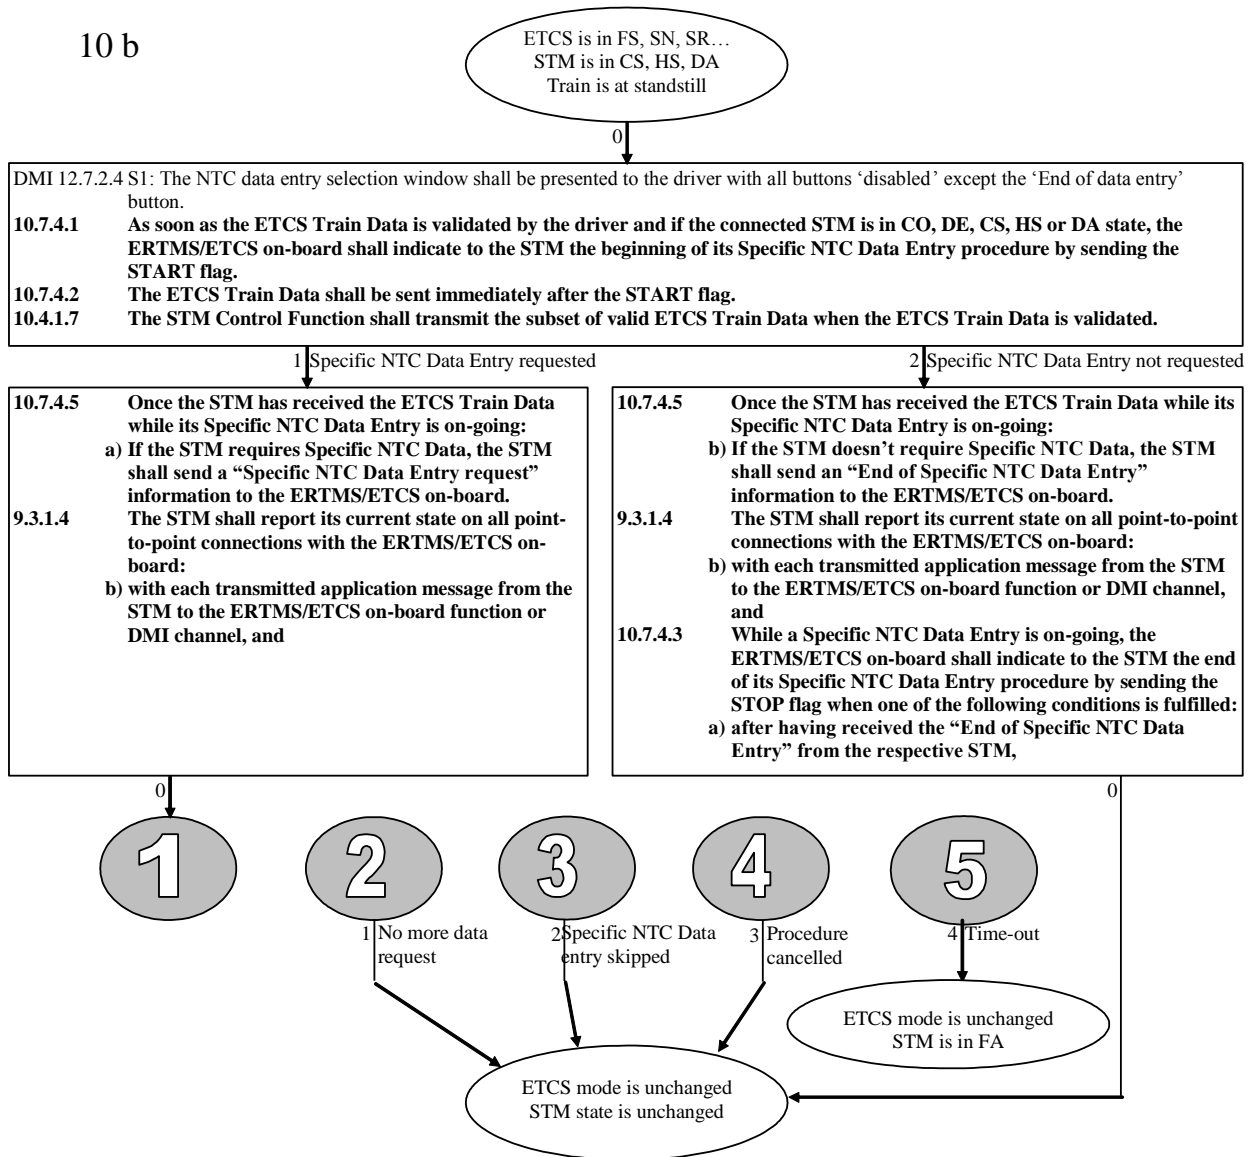 10 b
ETCS is in FS, SN, SR…
STM is in CS, HS, DA
Train is at standstill
0
DMI 12.7.2.4 S1: The NTC data entry selection window shall be presented to the driver with all buttons ‘disabled’ except the ‘End of data entry’
button.
10.7.4.1 As soon as the ETCS Train Data is validated by the driver and if the connected STM is in CO, DE, CS, HS or DA state, the
ERTMS/ETCS on-board shall indicate to the STM the beginning of its Specific NTC Data Entry procedure by sending the
START flag.
10.7.4.2 The ETCS Train Data shall be sent immediately after the START flag.
10.4.1.7 The STM Control Function shall transmit the subset of valid ETCS Train Data when the ETCS Train Data is validated.
1 Specific NTC Data Entry requested
2 Specific NTC Data Entry not requested
10.7.4.5 Once the STM has received the ETCS Train Data
while its Specific NTC Data Entry is on-going:
a) If the STM requires Specific NTC Data, the STM
shall send a “Specific NTC Data Entry request”
information to the ERTMS/ETCS on-board.
9.3.1.4 The STM shall report its current state on all point-
to-point connections with the ERTMS/ETCS on-
board:
b) with each transmitted application message from the
STM to the ERTMS/ETCS on-board function or
DMI channel, and
10.7.4.5 Once the STM has received the ETCS Train Data while its
Specific NTC Data Entry is on-going:
b) If the STM doesn’t require Specific NTC Data, the STM
shall send an “End of Specific NTC Data Entry”
information to the ERTMS/ETCS on-board.
9.3.1.4 The STM shall report its current state on all point-to-point
connections with the ERTMS/ETCS on-board:
b) with each transmitted application message from the STM
to the ERTMS/ETCS on-board function or DMI channel,
and
10.7.4.3 While a Specific NTC Data Entry is on-going, the
ERTMS/ETCS on-board shall indicate to the STM the end
of its Specific NTC Data Entry procedure by sending the
STOP flag when one of the following conditions is fulfilled:
a) after having received the “End of Specific NTC Data
Entry” from the respective STM,
0
0
1
2
3
4
5
1 No more data
request
2 Specific NTC Data
entry skipped
3 Procedure
cancelled
4 Time-out
ETCS mode is unchanged
STM is in FA
ETCS mode is unchanged
STM state is unchanged